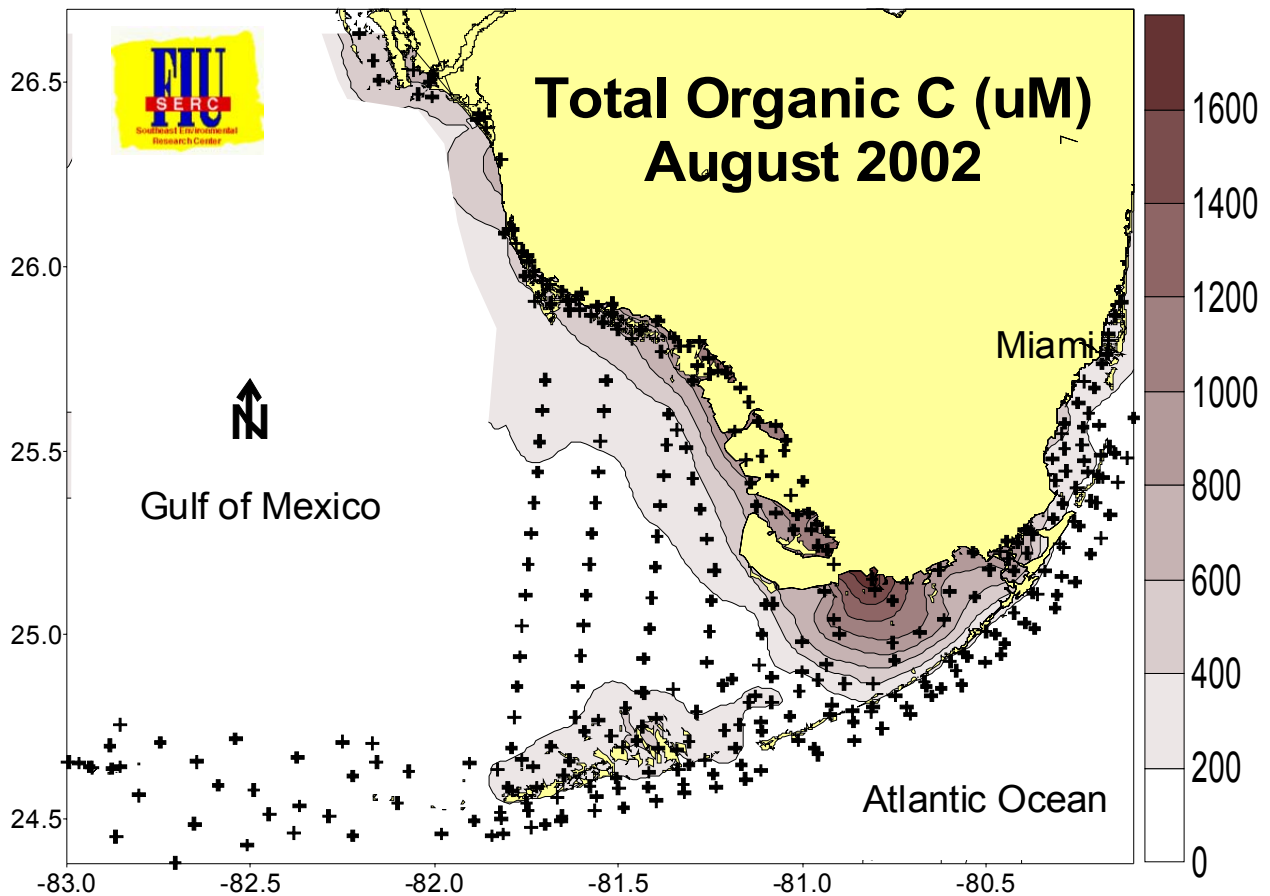 FIU
SERC
Southeast Environmental
Research Center
Total Organic C (uM)
August 2002
Miami
Gulf of Mexico
Atlantic Ocean
N
26.5
26.0
25.5
25.0
24.5
-83.0
-82.5
-82.0
-81.5
-81.0
-80.5
1600
1400
1200
1000
800
600
400
200
0